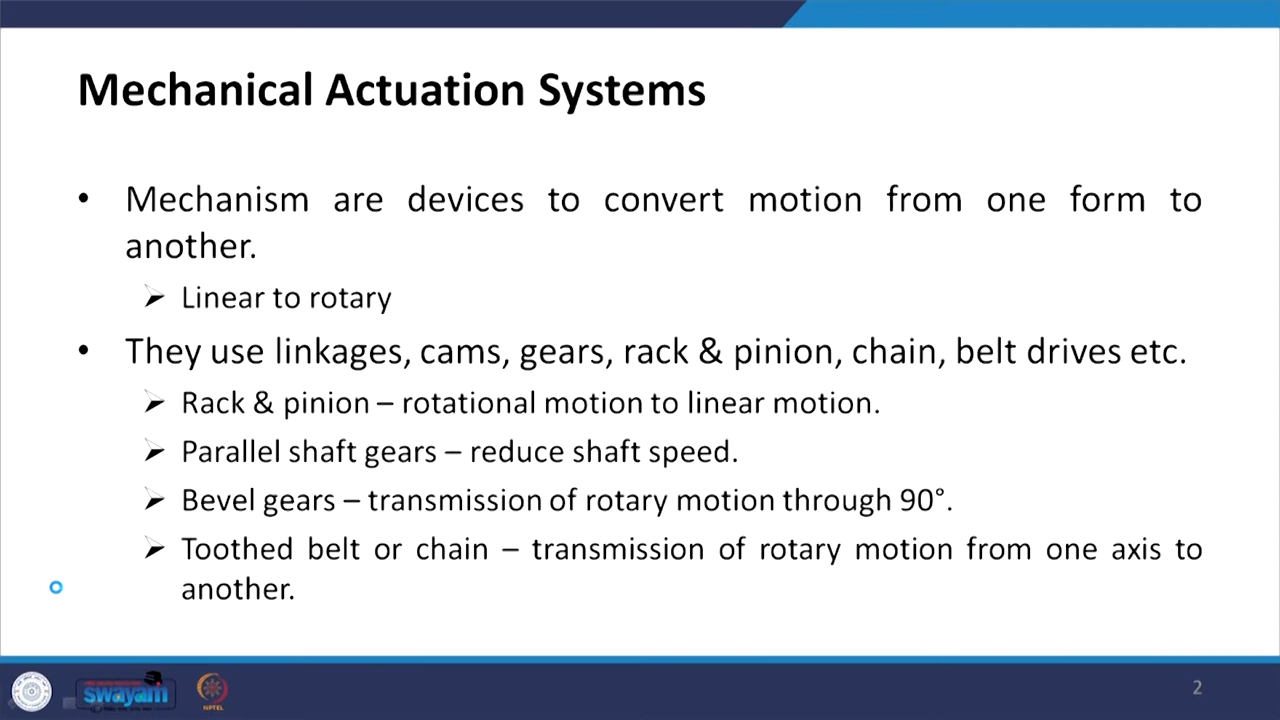 Mechanical Actuation Systems
• Mechanism are devices to convert motion from one form to
another.
➢ Linear to rotary
• They use linkages, cams, gears, rack & pinion, chain, belt drives etc.
➢ Rack & pinion – rotational motion to linear motion.
➢ Parallel shaft gears – reduce shaft speed.
➢ Bevel gears – transmission of rotary motion through 90°.
➢ Toothed belt or chain – transmission of rotary motion from one axis to
another.
swayam
NPTEL
2